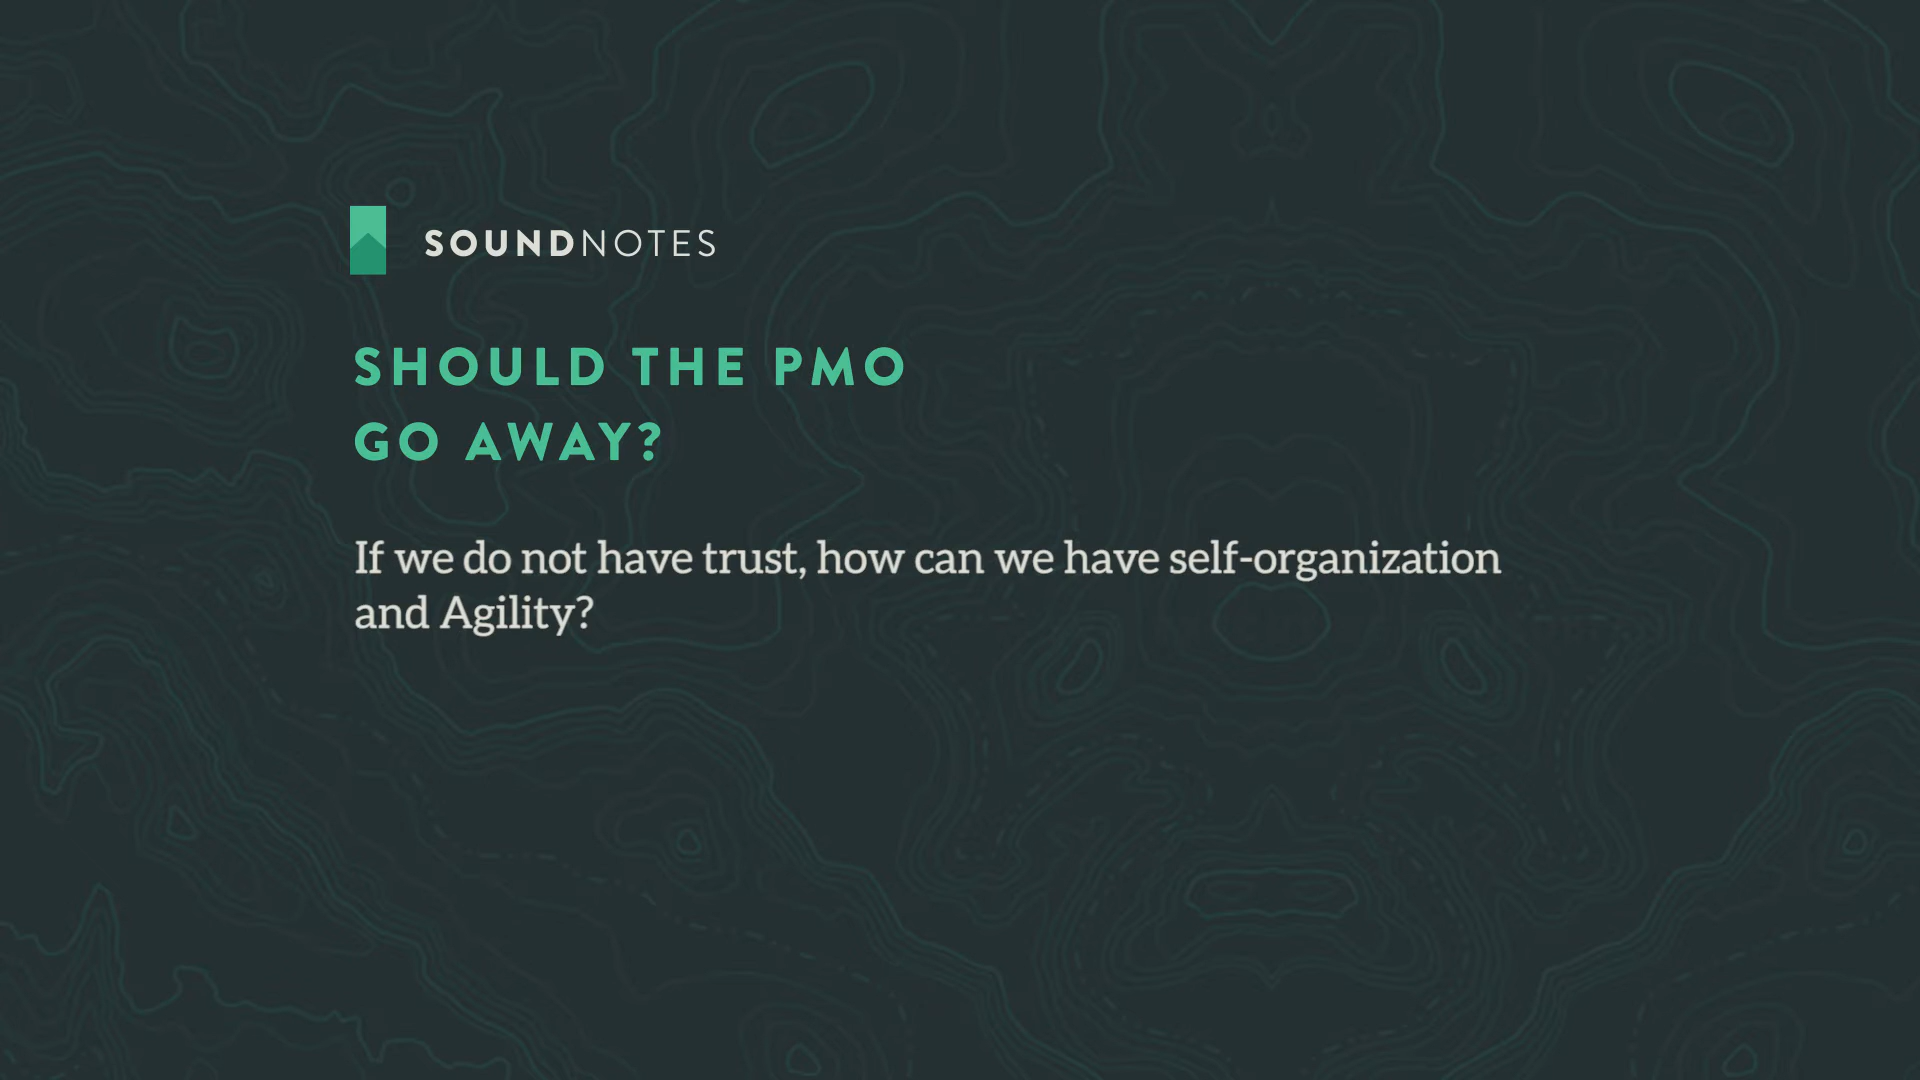 SOUNDNOTES
SHOULD THE PMO
GO AWAY?
If we do not have trust, how can we have self-organization
and Agility?